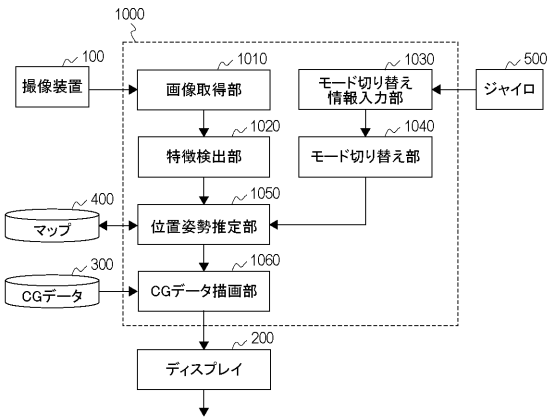 1000
100
撮像装置
1010
画像取得部
1030
モード切り替え
情報入力部
500
ジャイロ
1020
特徴検出部
1040
モード切り替え部
400
マップ
1050
位置姿勢推定部
300
CGデータ
1060
CGデータ描画部
200
ディスプレイ